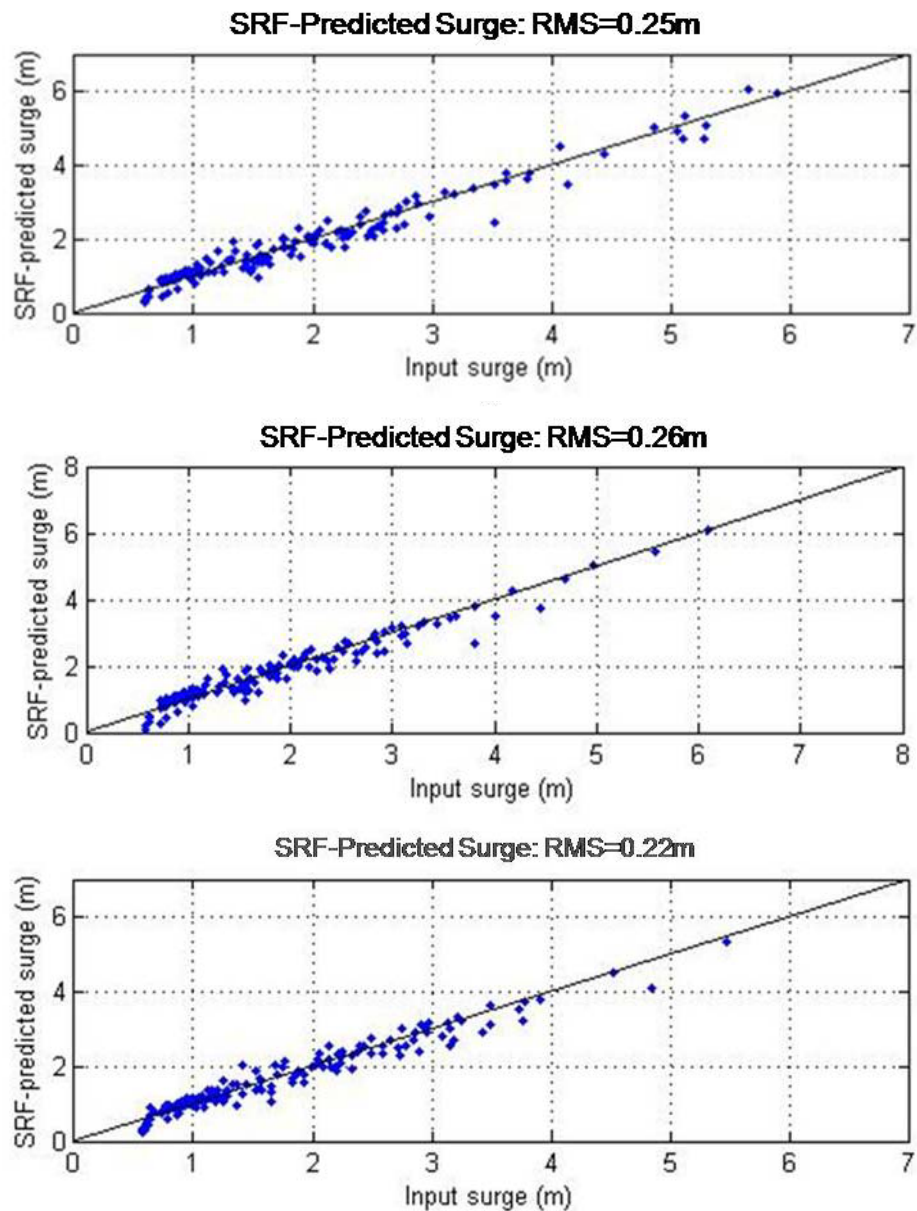 SRF-Predicted Surge: RMS=0.25m
SRF-predicted surge (m)
6
4
2
0
0 1 2 3 4 5 6 7
Input surge (m)
SRF-Predicted Surge: RMS=0.26m
SRF-predicted surge (m)
8
6
4
2
0
0 1 2 3 4 5 6 7 8
Input surge (m)
SRF-Predicted Surge: RMS=0.22m
SRF-predicted surge (m)
6
4
2
0
0 1 2 3 4 5 6 7
Input surge (m)